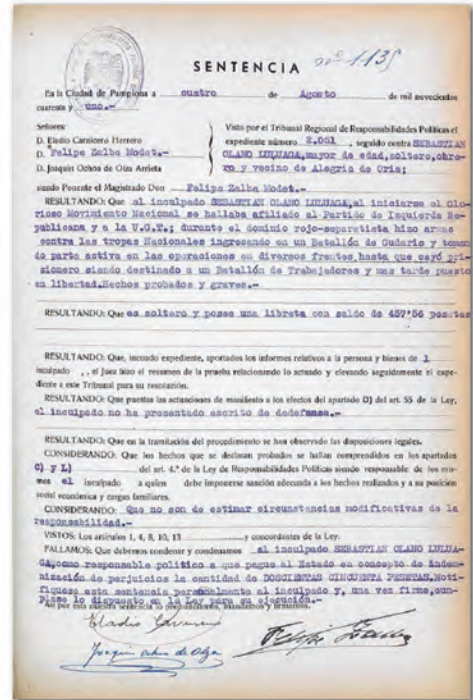 SENTENCIA nº 1135
En la Ciudad de Pamplona a cuatro de Agosto de mil novecientos
cuarenta y uno.-
Señores:
D. Eladio Carnicero Herrero
D. Felipe Zalba Modet.-
D. Joaquín Ochoa de Olza Arrieta
Visto por el Tribunal Regional de Responsabilidades Políticas el
expediente número 2.051, seguido contra SEBASTIAN
OLANO LULUAGA, mayor de edad, soltero, obre-
ro y vecino de Alegria de Oria;
siendo Ponente el Magistrado Don Felipe Zalba Modet.-
RESULTANDO: Que al inculpado SEBASTIAN OLANO LULUAGA, al iniciarse el Glo-
rioso Movimiento Nacional se hallaba afiliado al Partido de Izquierda Re-
publicana y a la U.G.T; durante el dominio rojo-separatista hizo armas
contra las tropas Nacionales ingresando en un Batallón de Gudaris y toman
do parte activa en las operaciones en diversos frentes, hasta que cayó pri-
sionero siendo destinado a un Batallón de Trabajadores y mas tarde puesto
en libertad. Hechos probados y graves.-
RESULTANDO: Que es soltero y posee una libreta con saldo de 457'56 pesetas
RESULTANDO: Que, incoado expediente, aportados los informes relativos a la persona y bienes de l
inculpado , el Juez hizo el resumen de la prueba relacionando lo actuado y elevando seguidamente el expe-
diente a este Tribunal para su resolución.
RESULTANDO: Que puestas las actuaciones de manifiesto a los efectos del apartado D) del art. 55 de la Ley,
el inculpado no ha presentado escrito de dedefensa.-
RESULTANDO: Que en la tramitación del procedimiento se han observado las disposiciones legales.
CONSIDERANDO: Que los hechos que se declaran probados se hallan comprendidos en los apartados
C) y L) del art. 4.º de la Ley de Responsabilidades Políticas siendo responsable de los mis-
mos el inculpado a quien debe imponerse sanción adecuada a los hechos realizados y a su posición
social económica y cargas familiares.
CONSIDERANDO: Que no son de estimar circunstancias modificativas de la
responsabilidad.-
VISTOS: Los artículos 1, 4, 8, 10, 13 y concordantes de la Ley.
FALLAMOS: Que debemos condenar y condenamos al inculpado SEBASTIAN OLANO LULUA-
GA, como responsable politico a que pague al Estado en concepto de indem-
nización de perjuicios la cantidad de DOSCIENTAS CINCUENTA PESETAS, Noti-
fiquese esta sentencia personalmente al inculpado y, una vez firme, cum-
plase lo dispuesto en la Ley para su ejecución.-
Así por esta nuestra sentencia lo pronunciamos, mandamos y firmamos.
Eladio Carnicero
Joaquin Ochoa de Olza
Felipe Zalba